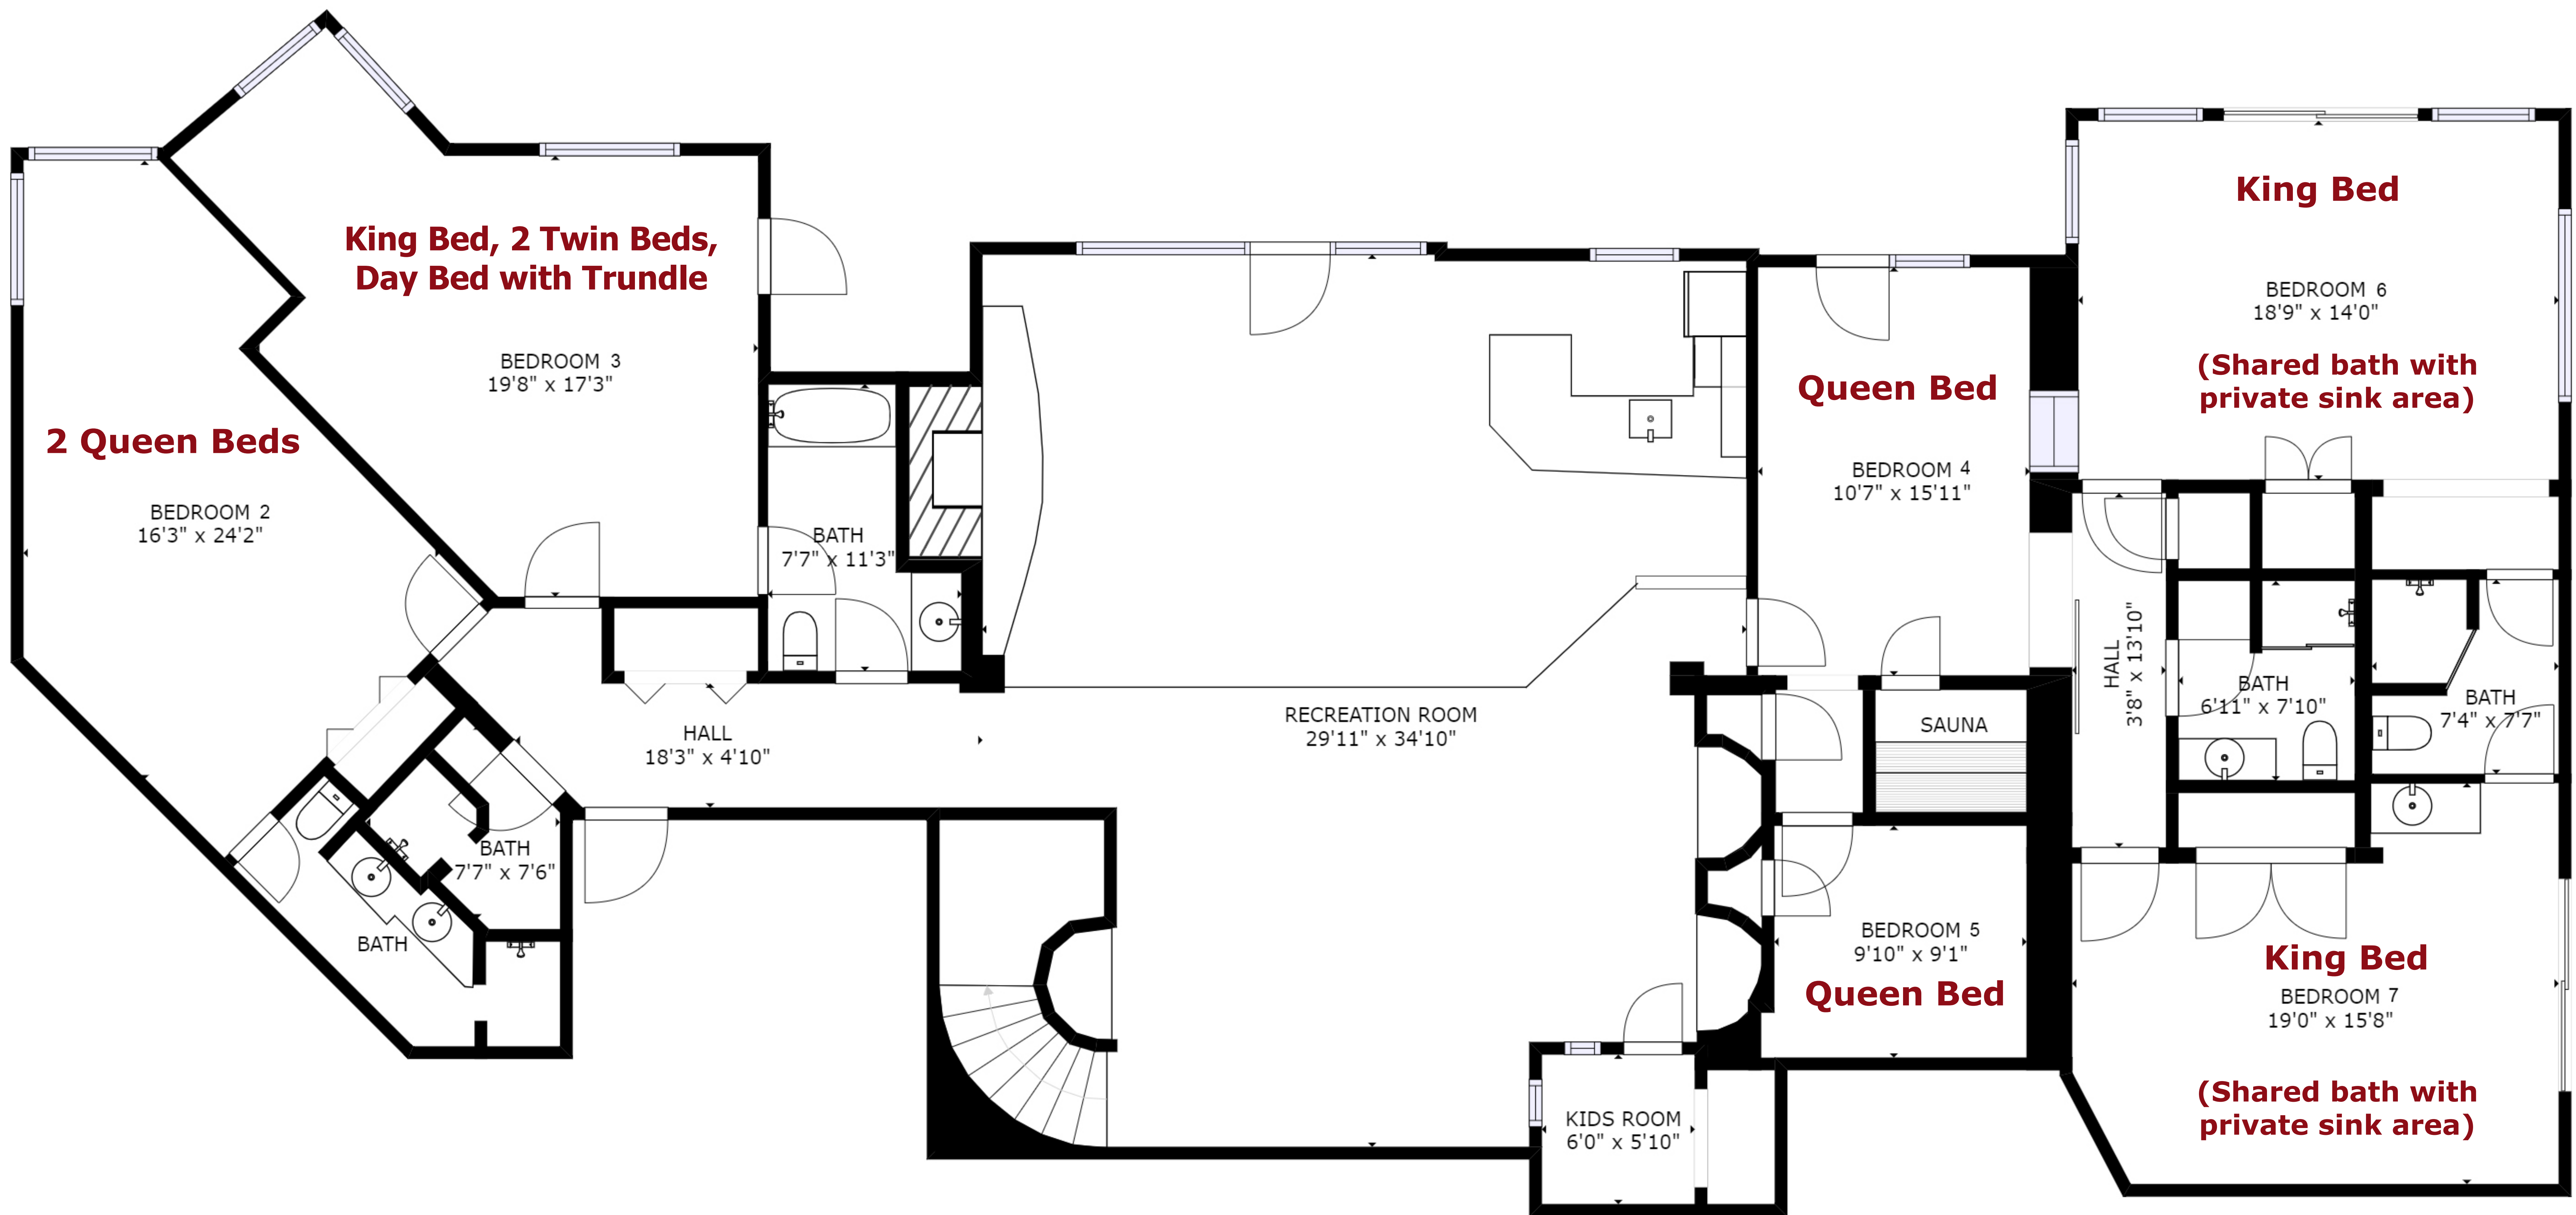 King Bed, 2 Twin Beds,
Day Bed with Trundle
BEDROOM 3
19'8" x 17'3"
2 Queen Beds
BEDROOM 2
16'3" x 24'2"
BATH
7'7" x 11'3"
HALL
18'3" x 4'10"
BATH
7'7" x 7'6"
BATH
RECREATION ROOM
29'11" x 34'10"
Queen Bed
BEDROOM 4
10'7" x 15'11"
SAUNA
BEDROOM 5
9'10" x 9'1"
Queen Bed
KIDS ROOM
6'0" x 5'10"
King Bed
BEDROOM 6
18'9" x 14'0"
(Shared bath with
private sink area)
HALL
3'8" x 13'10"
BATH
6'11" x 7'10"
BATH
7'4" x 7'7"
King Bed
BEDROOM 7
19'0" x 15'8"
(Shared bath with
private sink area)